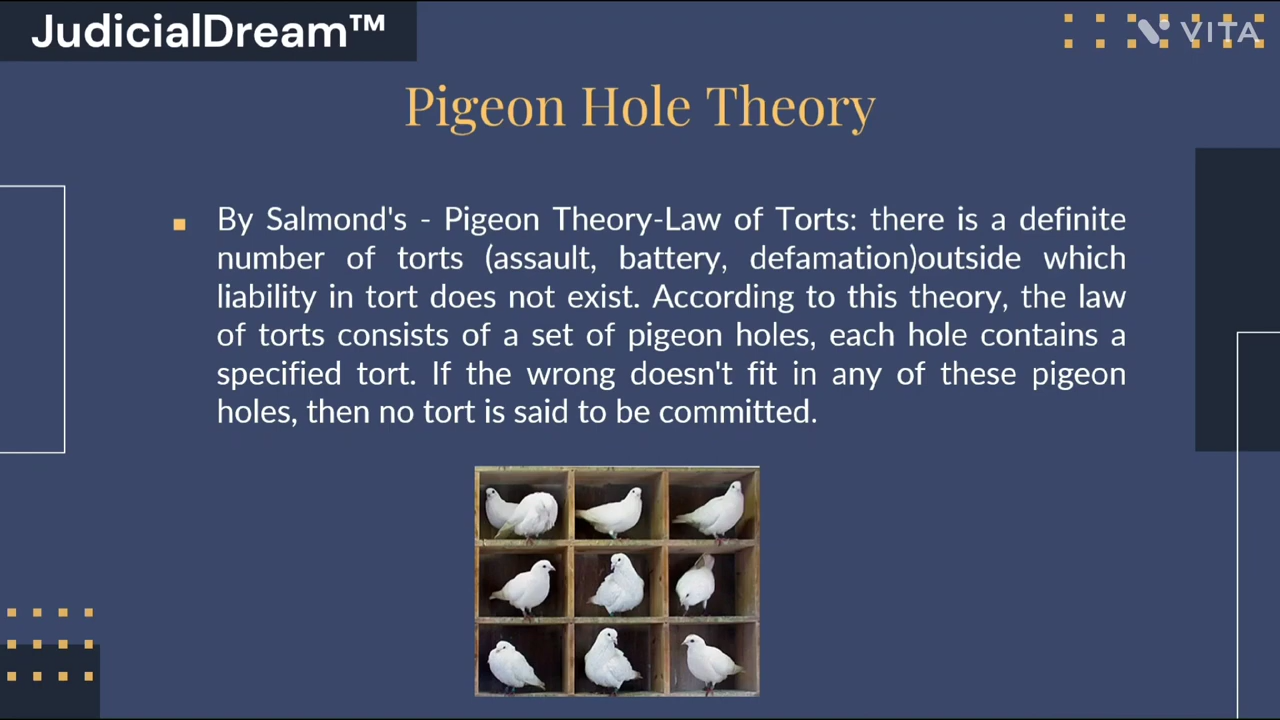 JudicialDream™
VITA
Pigeon Hole Theory
By Salmond's - Pigeon Theory-Law of Torts: there is a definite
number of torts (assault, battery, defamation)outside which
liability in tort does not exist. According to this theory, the law
of torts consists of a set of pigeon holes, each hole contains a
specified tort. If the wrong doesn't fit in any of these pigeon
holes, then no tort is said to be committed.